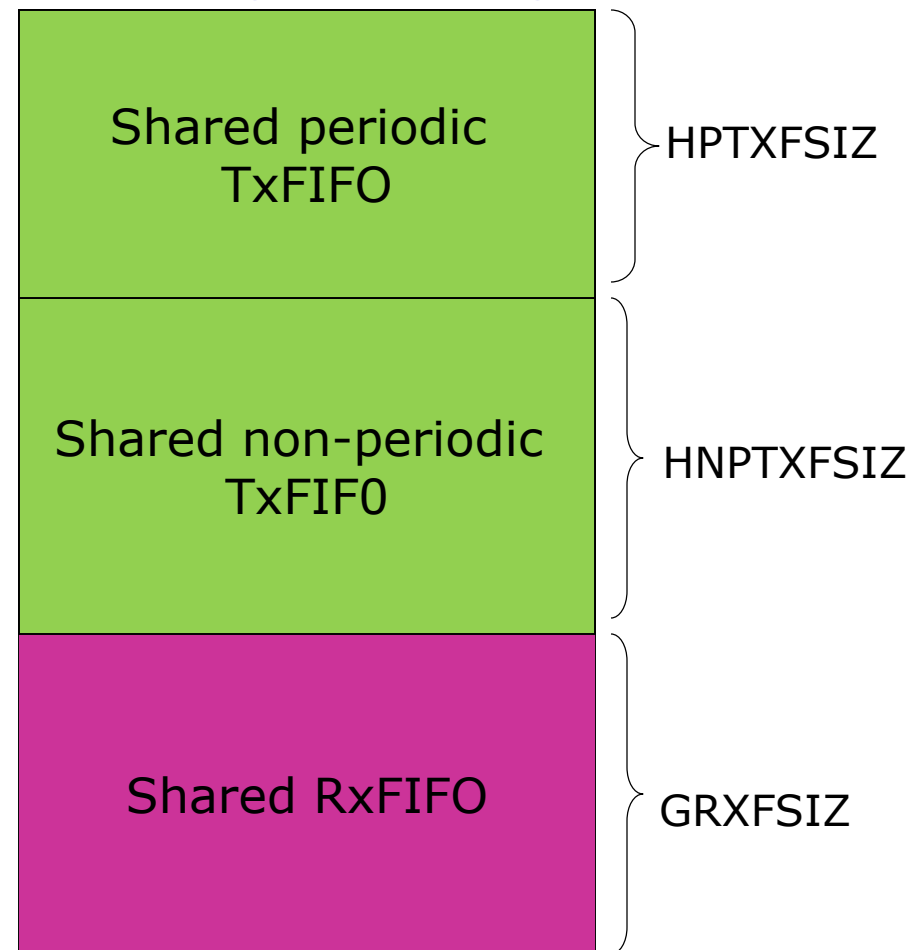 Shared periodic
TxFIFO
HPTXFSIZ
Shared non-periodic
TxFIF0
HNPTXFSIZ
Shared RxFIFO
GRXFSIZ